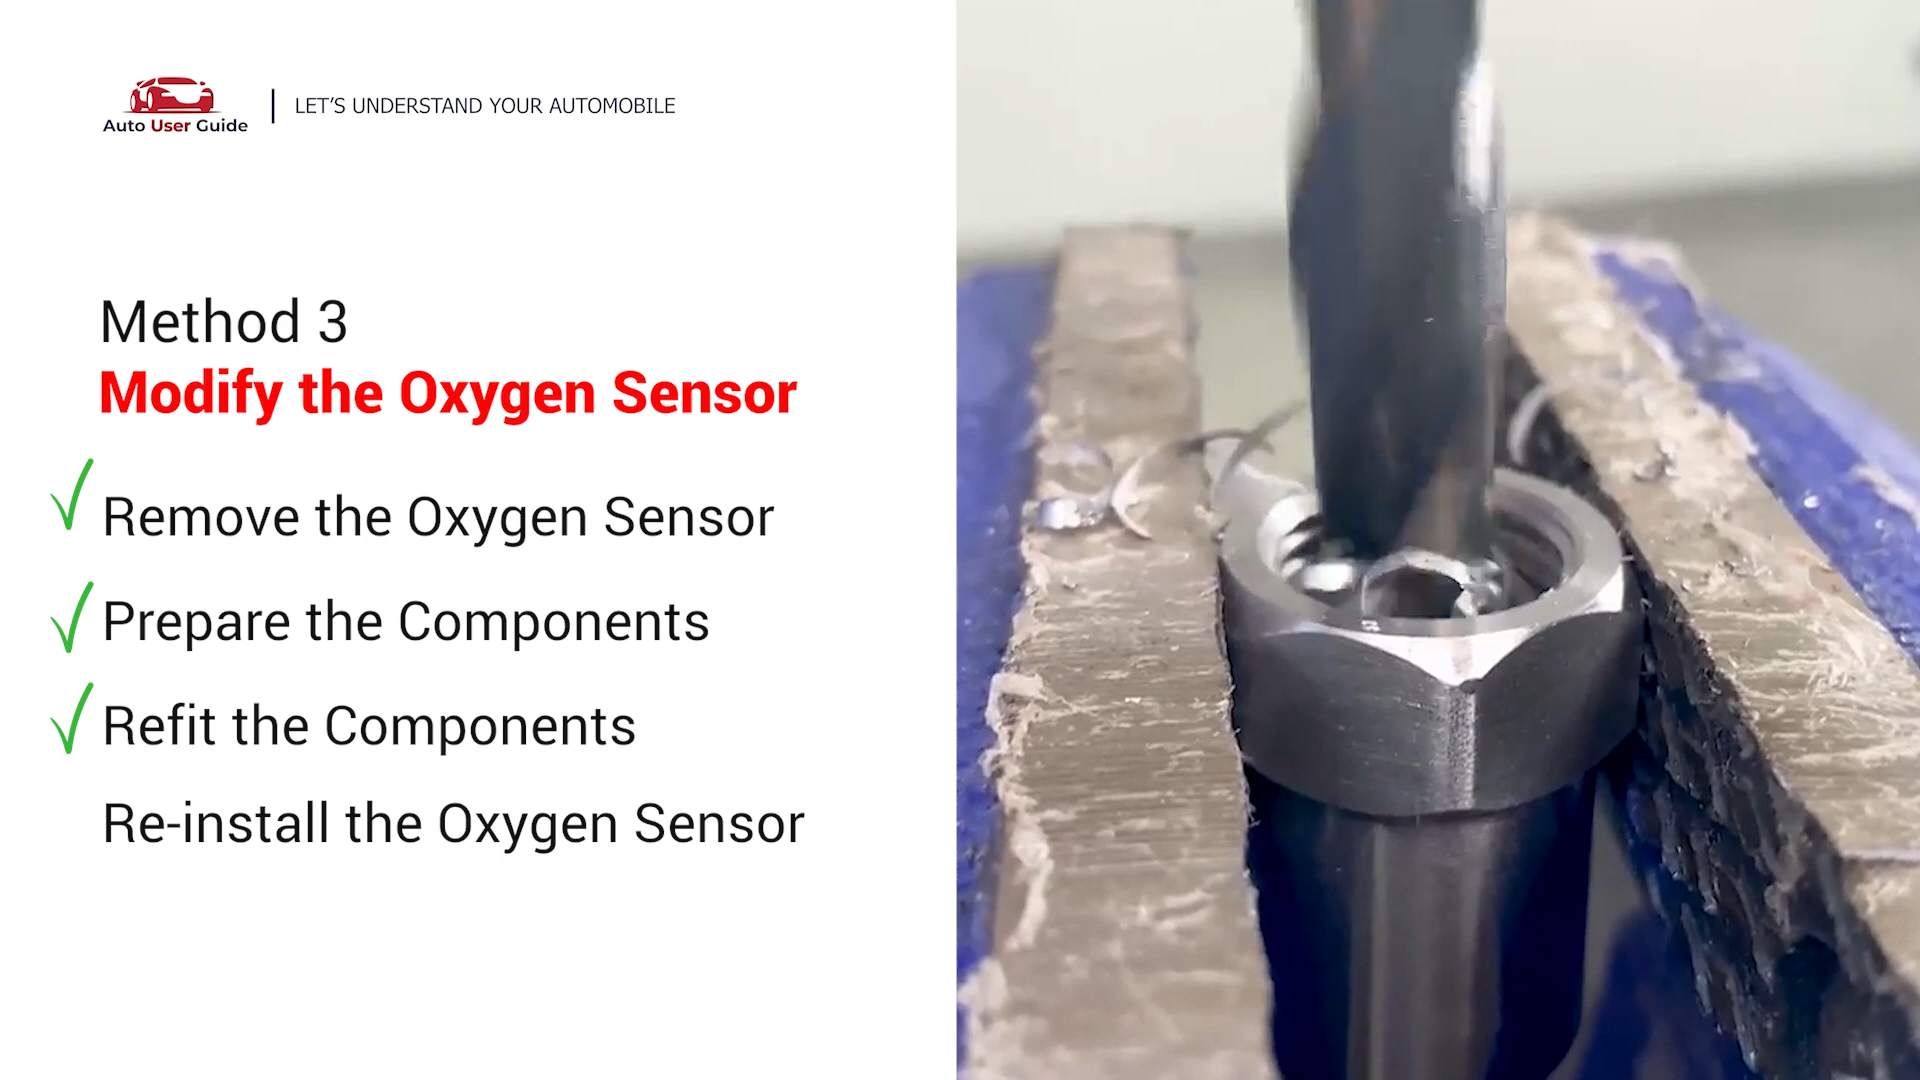 Auto User Guide
LET'S UNDERSTAND YOUR AUTOMOBILE
Method 3
Modify the Oxygen Sensor
Remove the Oxygen Sensor
Prepare the Components
Refit the Components
Re-install the Oxygen Sensor